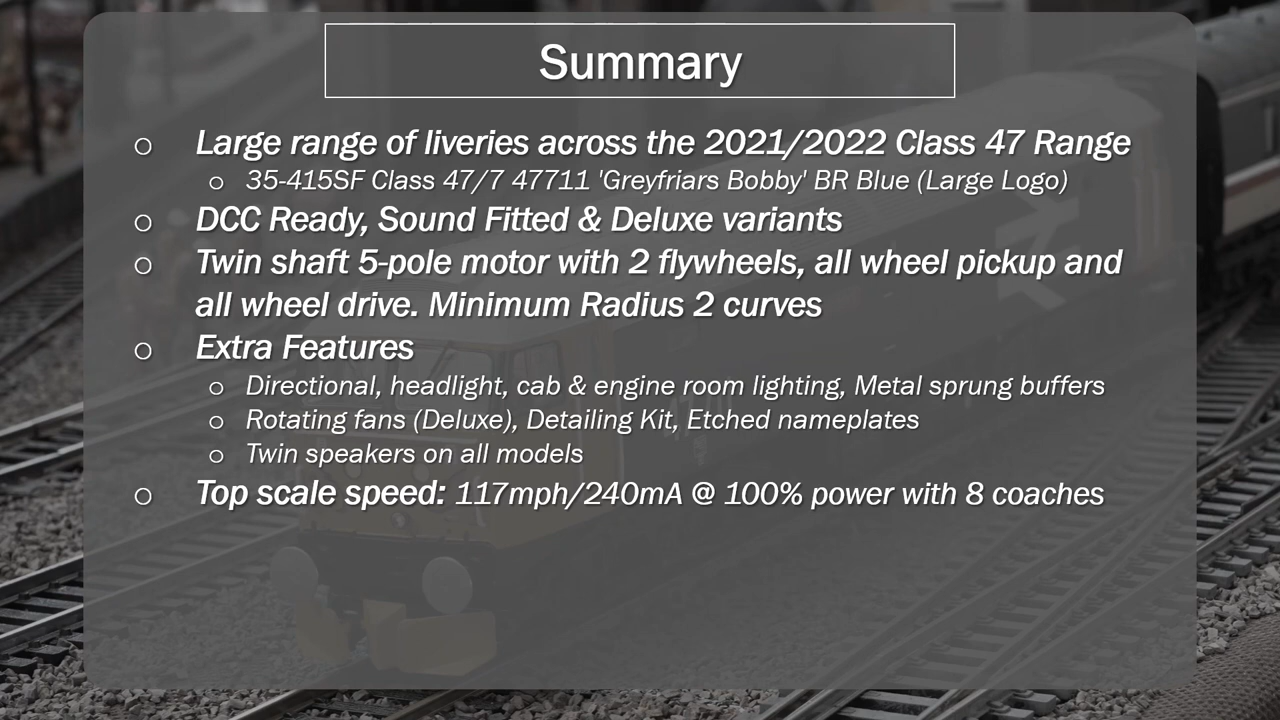 Summary
Large range of liveries across the 2021/2022 Class 47 Range
35-415SF Class 47/7 47711 'Greyfriars Bobby' BR Blue (Large Logo)
DCC Ready, Sound Fitted & Deluxe variants
Twin shaft 5-pole motor with 2 flywheels, all wheel pickup and
all wheel drive. Minimum Radius 2 curves
Extra Features
Directional, headlight, cab & engine room lighting, Metal sprung buffers
Rotating fans (Deluxe), Detailing Kit, Etched nameplates
Twin speakers on all models
Top scale speed: 117mph/240mA @ 100% power with 8 coaches